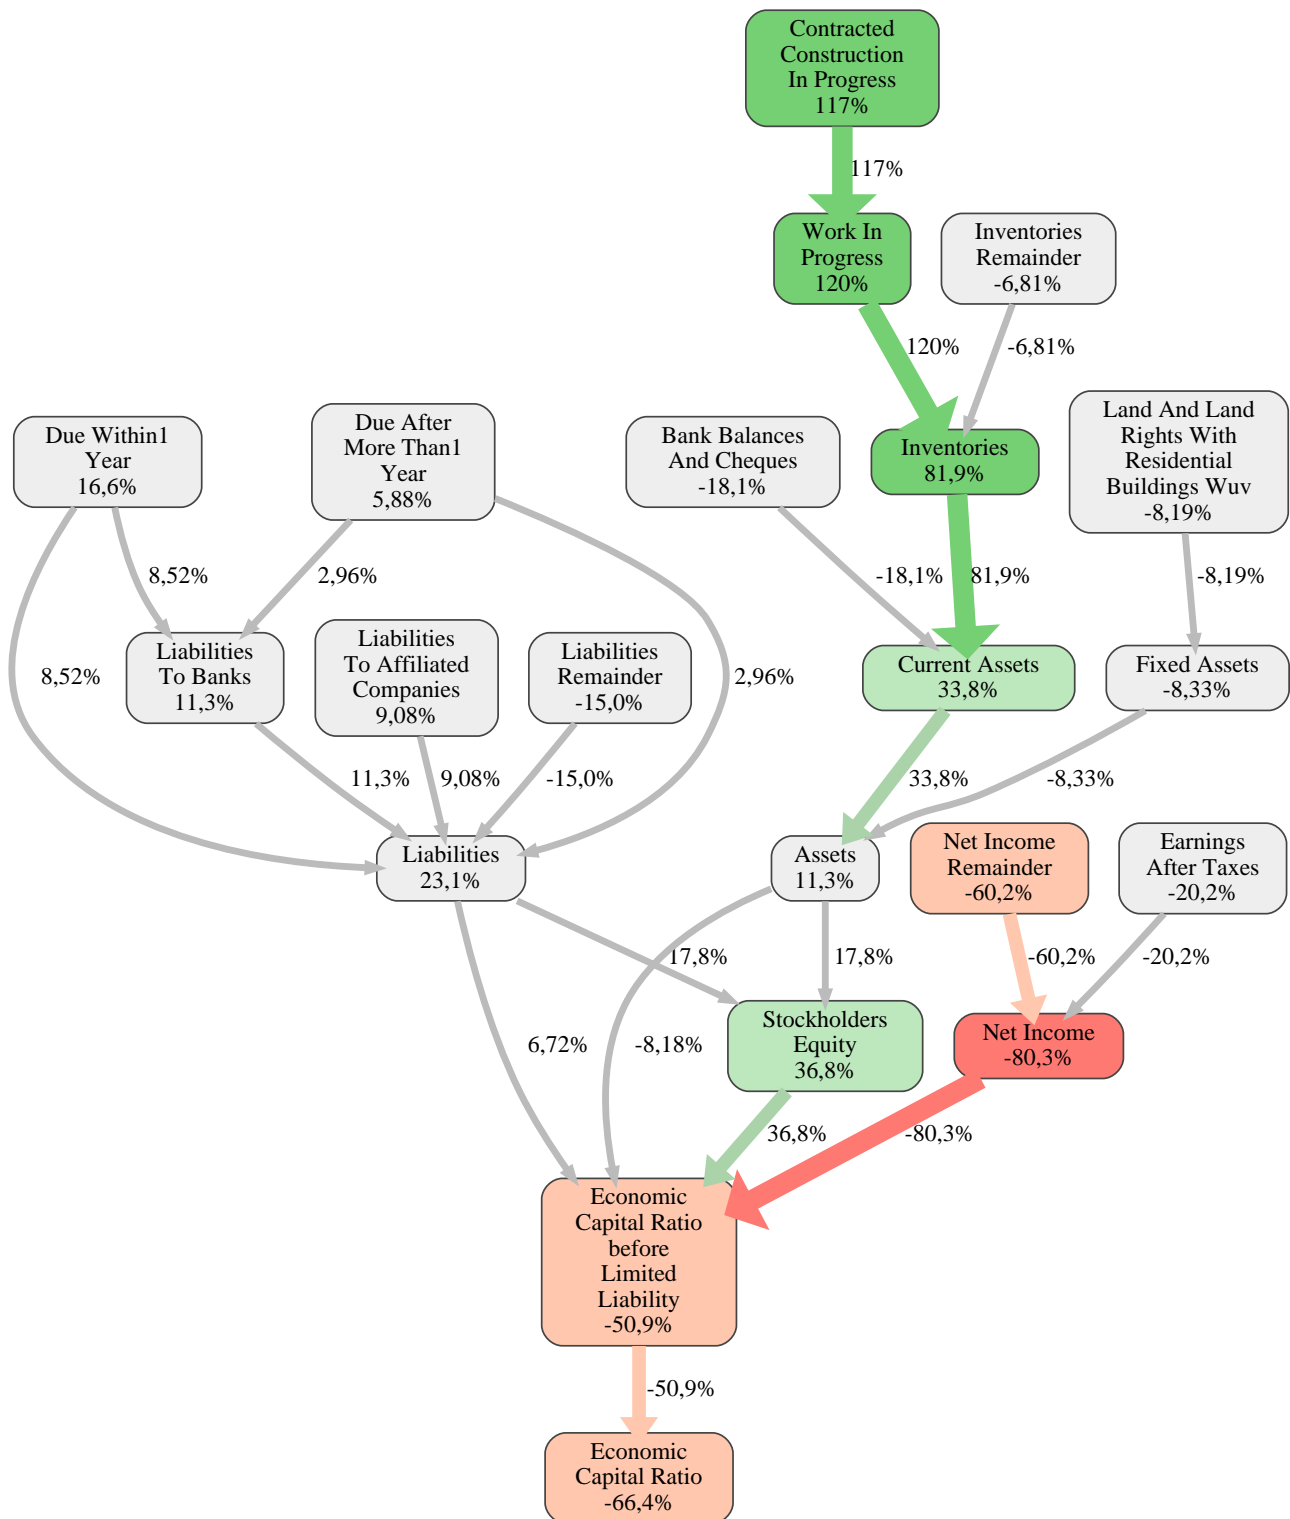 Contracted
Construction
In Progress
117%
117%
Work In
Progress
120%
Inventories
Remainder
-6,81%
120%
-6,81%
Due Within1
Year
16,6%
Due After
More Than1
Year
5,88%
Bank Balances
And Cheques
-18,1%
Inventories
81,9%
Land And Land
Rights With
Residential
Buildings Wuv
-8,19%
8,52%
2,96%
-18,1%
81,9%
-8,19%
8,52%
Liabilities
To Banks
11,3%
Liabilities
To Affiliated
Companies
9,08%
Liabilities
Remainder
-15,0%
2,96%
Current Assets
33,8%
Fixed Assets
-8,33%
11,3%
9,08%
-15,0%
33,8%
-8,33%
Liabilities
23,1%
Assets
11,3%
Net Income
Remainder
-60,2%
Earnings
After Taxes
-20,2%
17,8%
17,8%
-60,2%
-20,2%
6,72%
-8,18%
Stockholders
Equity
36,8%
Net Income
-80,3%
36,8%
-80,3%
Economic
Capital Ratio
before
Limited
Liability
-50,9%
-50,9%
Economic
Capital Ratio
-66,4%